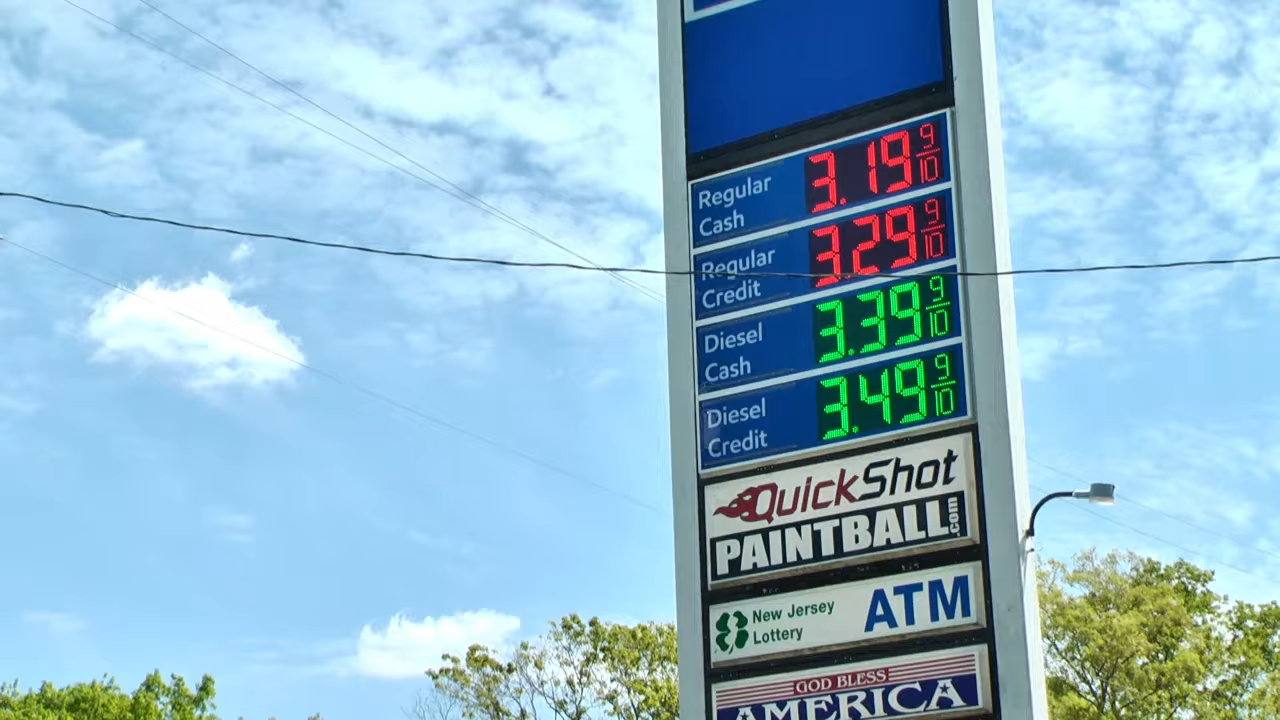 Regular
Cash
3.19 9/10
Regular
Credit
3.29 9/10
Diesel
Cash
3.39 9/10
Diesel
Credit
3.49 9/10
QuickShot
PAINTBALL.com
New Jersey
Lottery
ATM
GOD BLESS
AMERICA